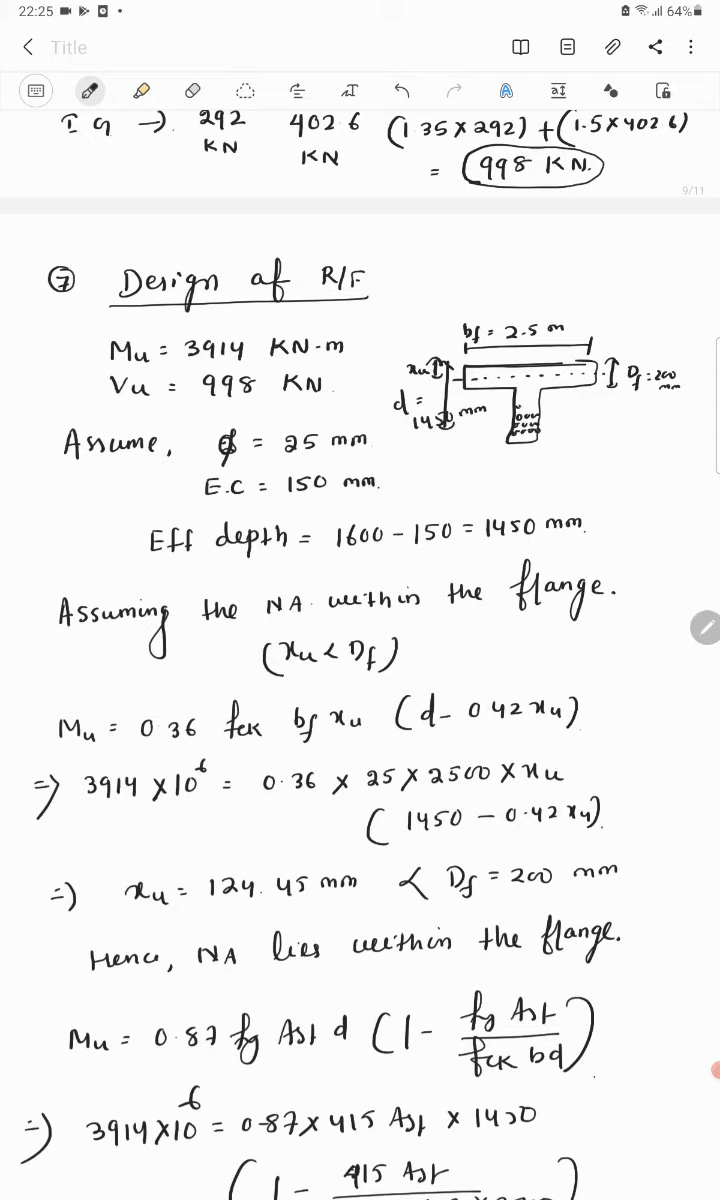 22:25 64%
Title
I G → 292 KN 402.6 KN (1.35 × 292) + (1.5 × 402.6)
= 998 KN.
9/11
⑦ Design of R/F
Mu = 3914 KN-m
Vu = 998 KN
bf = 2.5 m
xu
Df = 200 mm
d = 1450 mm
Assume, ϕ = 25 mm
E.C = 150 mm.
Eff depth = 1600 - 150 = 1450 mm.
Assuming the NA within the flange.
(xu < Df)
Mu = 0.36 fck bf xu (d - 0.42 xu)
=> 3914 × 10⁶ = 0.36 × 25 × 2500 × xu
(1450 - 0.42 xu)
=> xu = 124.45 mm < Df = 200 mm
Hence, NA lies within the flange.
Mu = 0.87 fy Ast d (1 - fy Ast / fck bd)
=> 3914 × 10⁶ = 0.87 × 415 Ast × 1450
(1 - 415 Ast